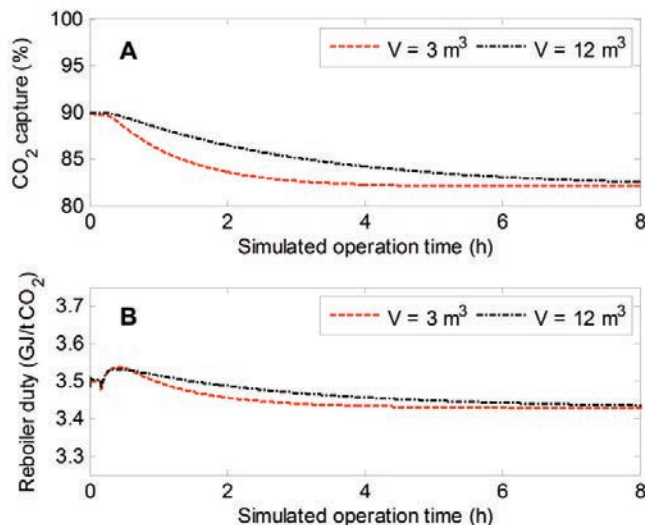 100
95
90
85
80
CO₂ capture (%)
A
V = 3 m³ V = 12 m³
0 2 4 6 8
Simulated operation time (h)
3.7
3.6
3.5
3.4
3.3
Reboiler duty (GJ/t CO₂)
B
V = 3 m³ V = 12 m³
0 2 4 6 8
Simulated operation time (h)